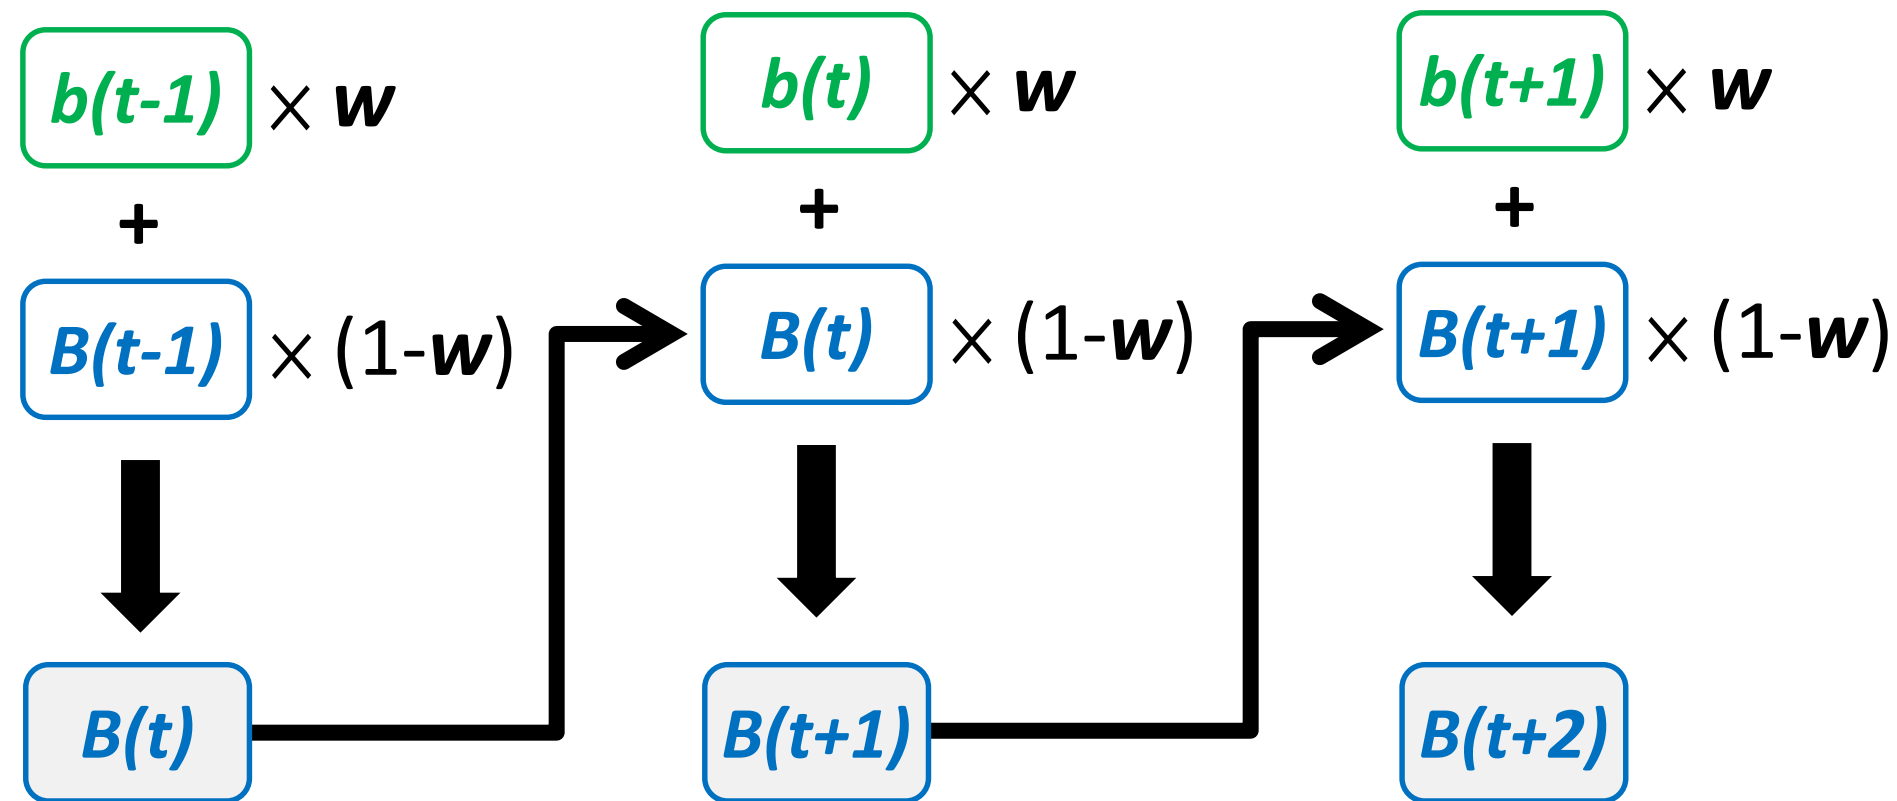 b(t-1) × w
b(t) × w
b(t+1) × w
+
+
+
B(t-1) × (1-w)
B(t) × (1-w)
B(t+1) × (1-w)
B(t)
B(t+1)
B(t+2)